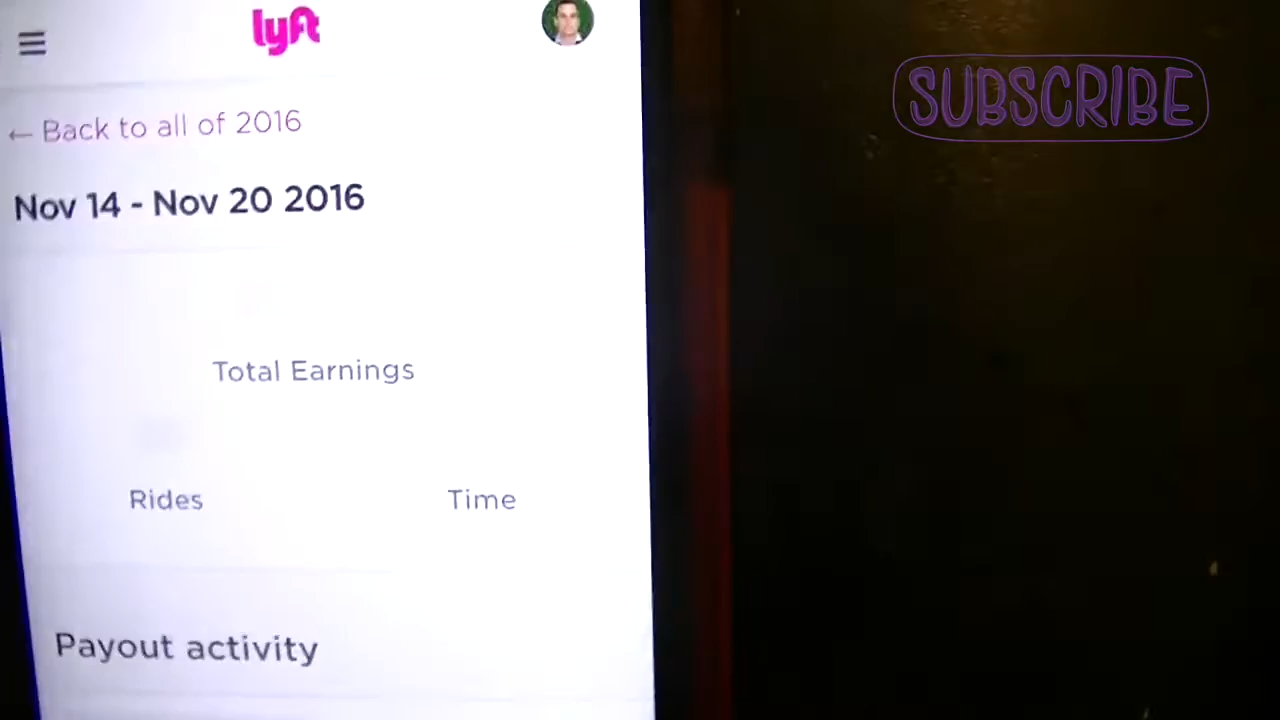 lyft
SUBSCRIBE
← Back to all of 2016
Nov 14 - Nov 20 2016
Total Earnings
Rides
Time
Payout activity